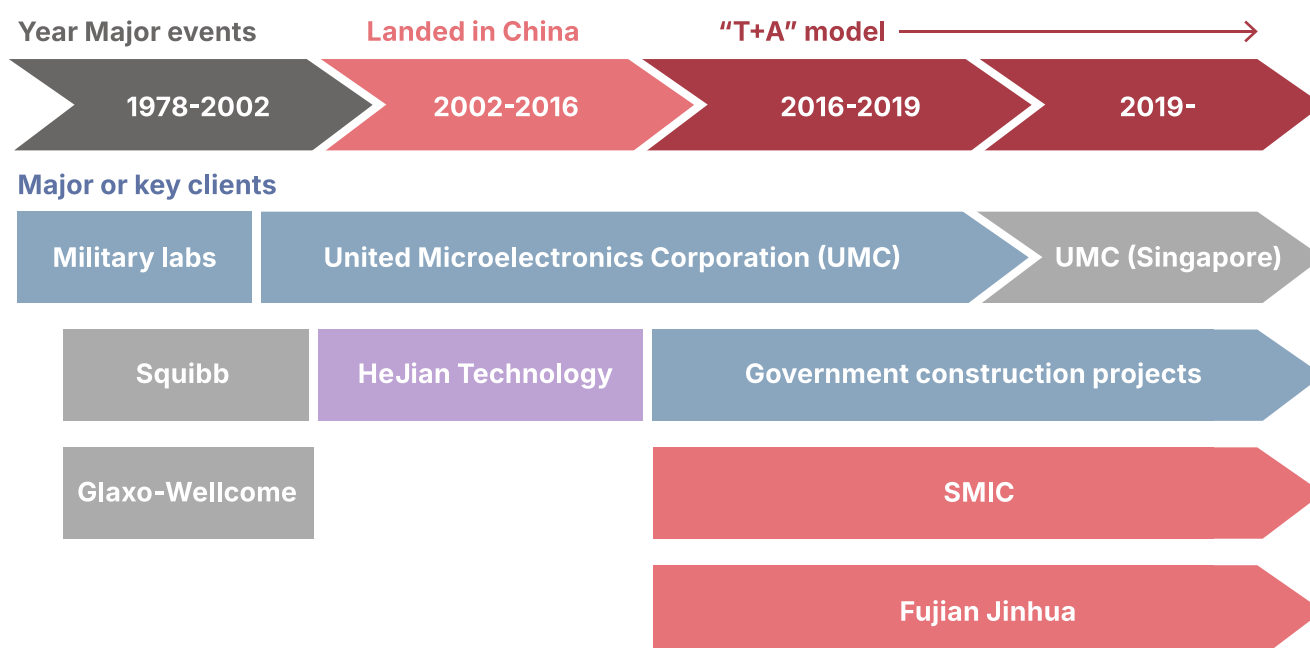 Year Major events
Landed in China
“T+A” model
1978-2002
2002-2016
2016-2019
2019-
Major or key clients
Military labs
United Microelectronics Corporation (UMC)
UMC (Singapore)
Squibb
HeJian Technology
Government construction projects
Glaxo-Wellcome
SMIC
Fujian Jinhua